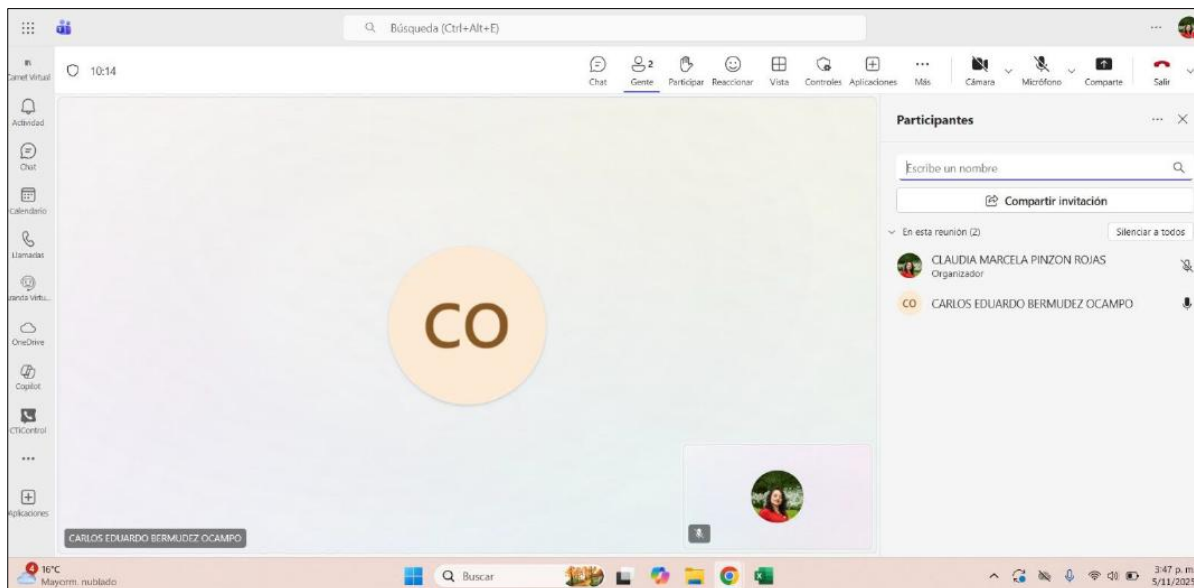 Búsqueda (Ctrl+Alt+E)
Carnet Virtual
10:14
Chat
Gente
2
Participar
Reaccionar
Vista
Controles
Aplicaciones
Más
Cámara
Micrófono
Comparte
Salir
Actividad
Chat
Calendario
Llamadas
OneDrive
Copilot
CTIControl
Aplicaciones
Participantes
Escribe un nombre
Compartir invitación
En esta reunión (2)
Silenciar a todos
CLAUDIA MARCELA PINZON ROJAS
Organizador
CO
CARLOS EDUARDO BERMUDEZ OCAMPO
CO
CARLOS EDUARDO BERMUDEZ OCAMPO
4
16°C
Mayorm. nublado
Buscar
3:47 p. m